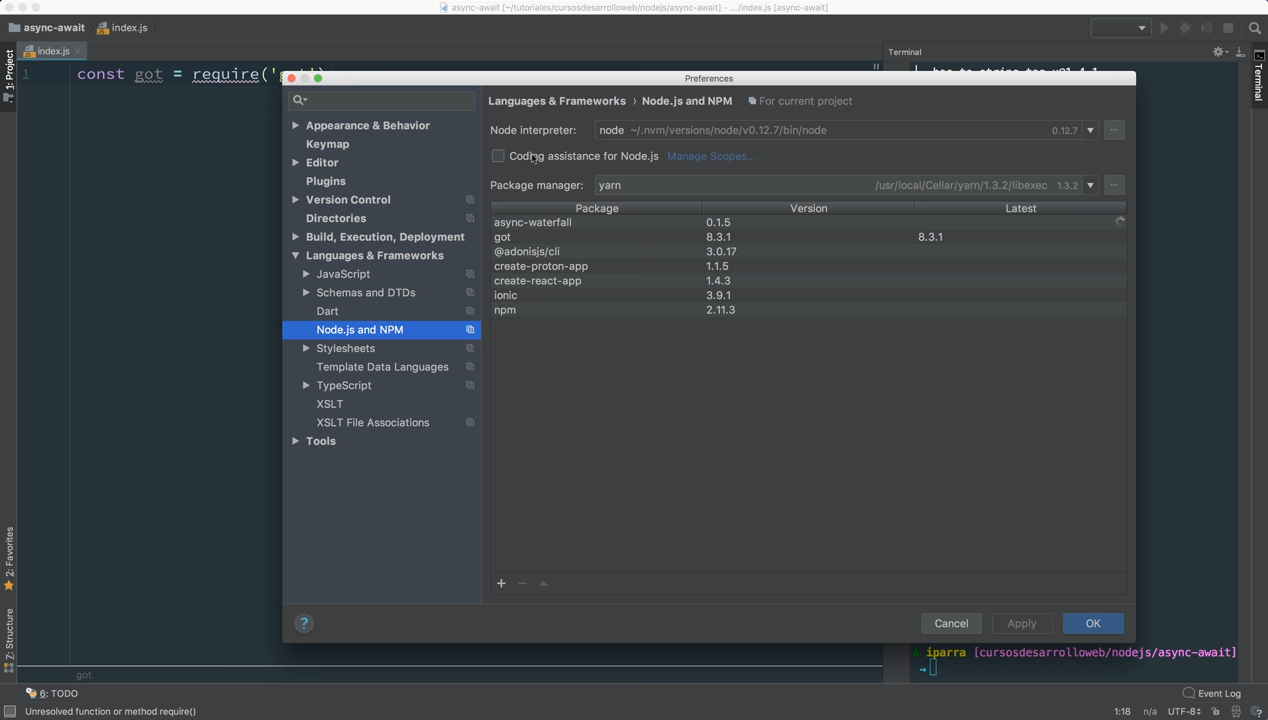 async-await [~/tutoriales/cursosdesarrolloweb/nodejs/async-await] - .../index.js [async-await]
async-await index.js
index.js
Terminal
1: Project
1 const got = require('
Preferences
Languages & Frameworks › Node.js and NPM For current project
Appearance & Behavior
Keymap
Editor
Plugins
Version Control
Directories
Build, Execution, Deployment
Languages & Frameworks
JavaScript
Schemas and DTDs
Dart
Node.js and NPM
Stylesheets
Template Data Languages
TypeScript
XSLT
XSLT File Associations
Tools
Node interpreter: node ~/.nvm/versions/node/v0.12.7/bin/node 0.12.7 ...
Coding assistance for Node.js Manage Scopes...
Package manager: yarn /usr/local/Cellar/yarn/1.3.2/libexec 1.3.2 ...
Package Version Latest
async-waterfall 0.1.5
got 8.3.1 8.3.1
@adonisjs/cli 3.0.17
create-proton-app 1.1.5
create-react-app 1.4.3
ionic 3.9.1
npm 2.11.3
+ −
? Cancel Apply OK
Terminal
2: Favorites
Z: Structure
λ iparra [cursosdesarrolloweb/nodejs/async-await]
→
got
6: TODO Event Log
Unresolved function or method require() 1:18 n/a UTF-8